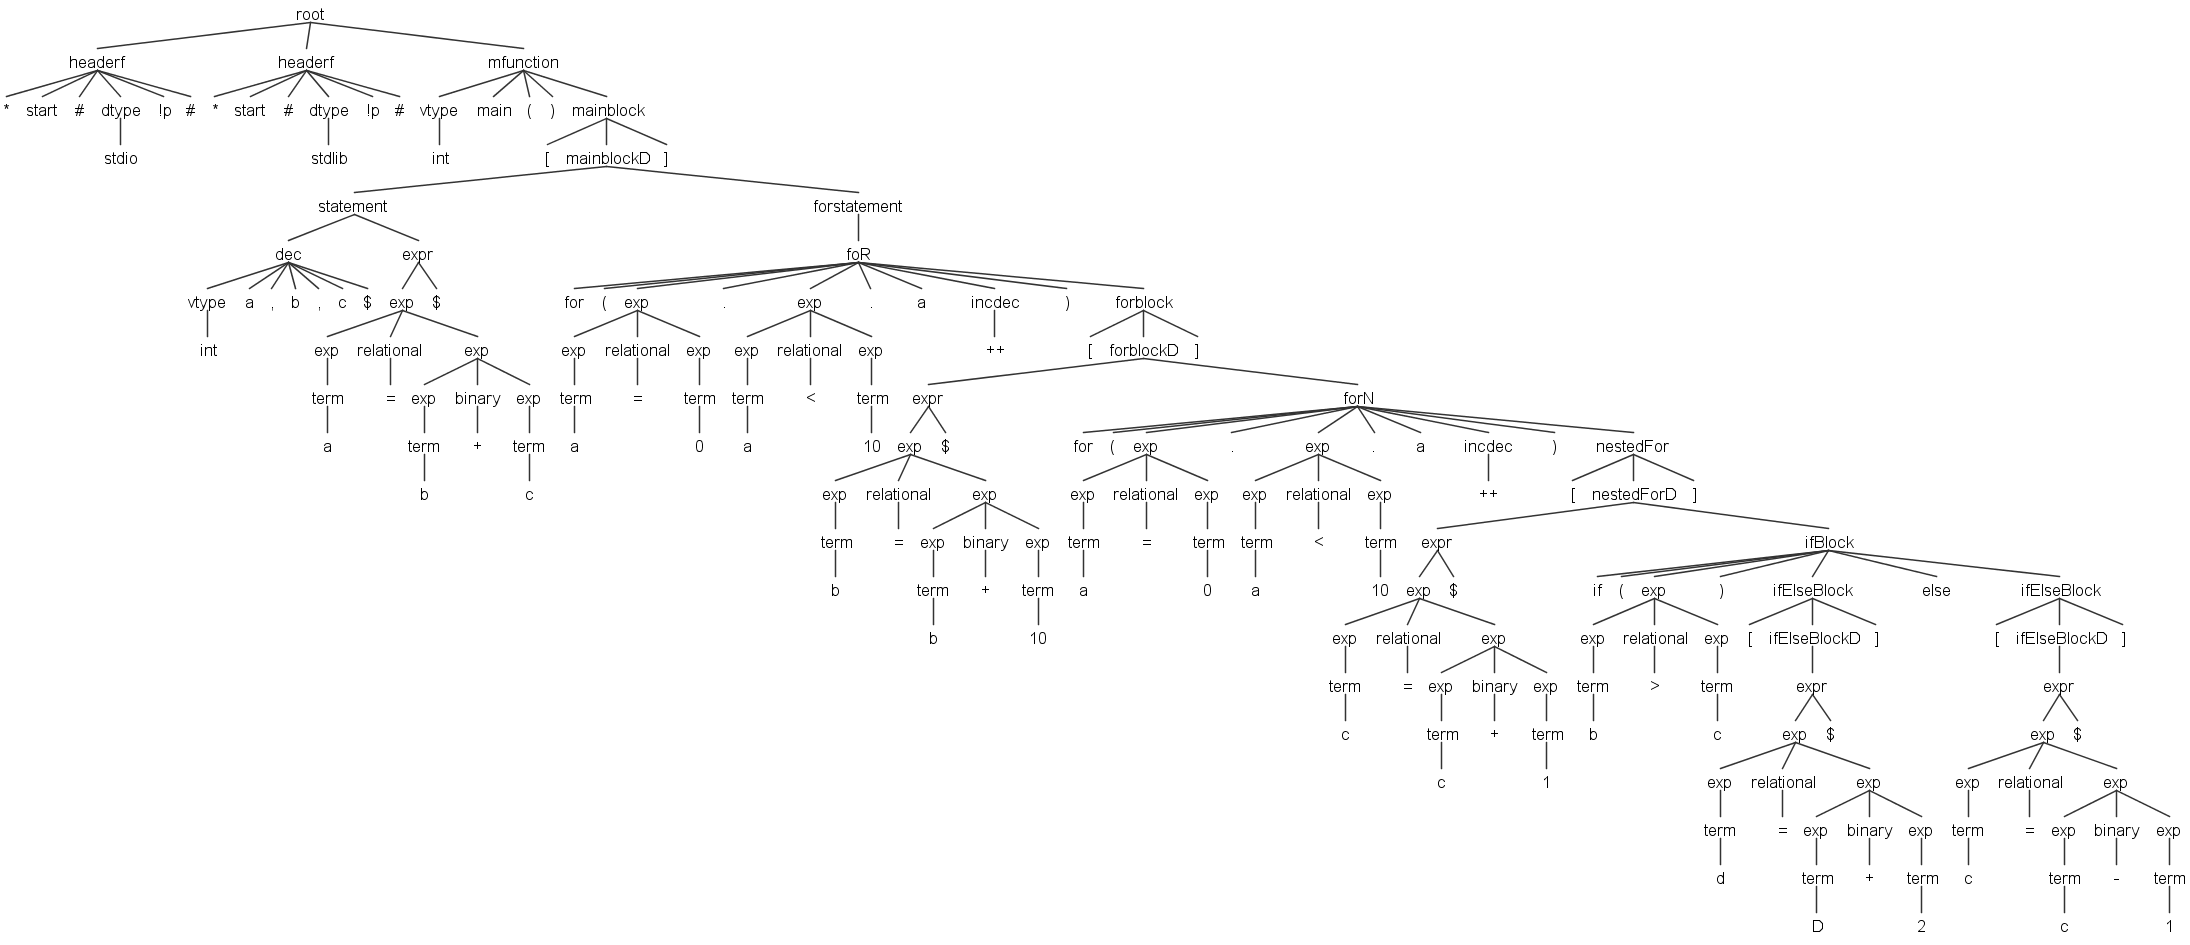 root
headerf headerf mfunction
* start # dtype !p # * start # dtype !p # vtype main ( ) mainblock
stdio stdlib int [ mainblockD ]
statement forstatement
dec expr foR
vtype a , b , c $ exp $ for ( exp . exp . a incdec ) forblock
int exp relational exp exp relational exp exp relational exp ++ [ forblockD ]
term = exp binary exp term = term term < term expr forN
a term + term a 0 a 10 exp $ for ( exp . exp . a incdec ) nestedFor
b c exp relational exp exp relational exp exp relational exp ++ [ nestedForD ]
term = exp binary exp term = term term < term expr ifBlock
b term + term a 0 a 10 exp $ if ( exp ) ifElseBlock else ifElseBlock
b 10 exp relational exp exp relational exp [ ifElseBlockD ] [ ifElseBlockD ]
term = exp binary exp term > term expr expr
c term + term b c exp $ exp $
c 1 exp relational exp exp relational exp
term = exp binary exp term = exp binary exp
d term + term c term - term
D 2 c 1